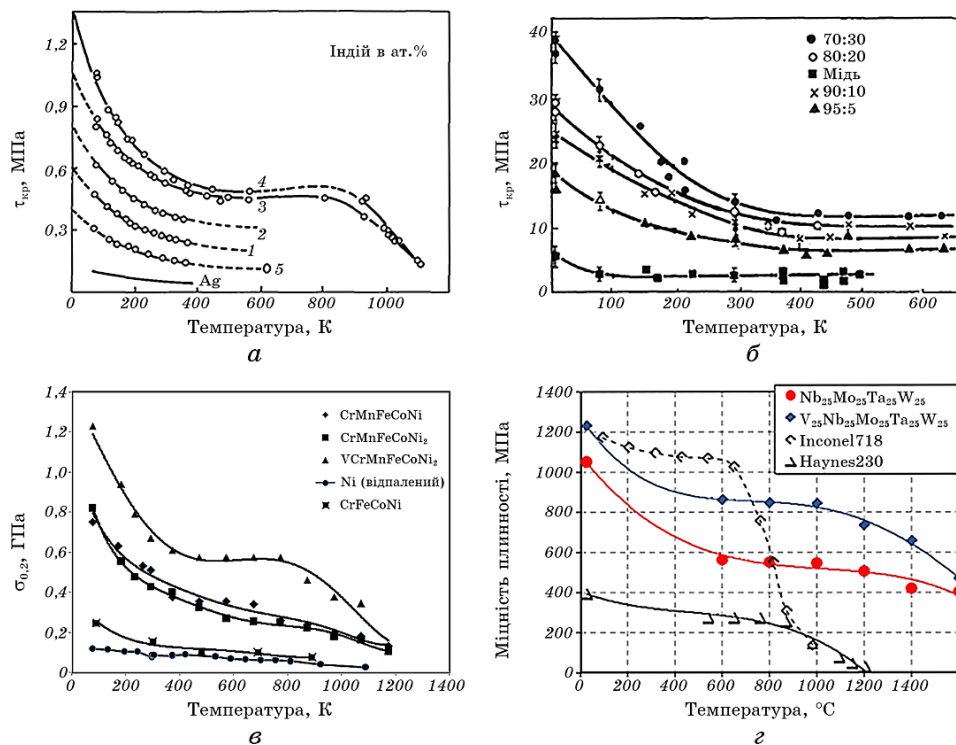 1,2
0,9
0,6
0,3
τкр, МПа
Індій в ат.%
4
3
2
1
5
Ag
0 200 400 600 800 1000
Температура, К
а
40
30
20
10
0
τкр, МПа
70:30
80:20
Мідь
90:10
95:5
0 100 200 300 400 500 600
Температура, К
б
1,4
1,2
1,0
0,8
0,6
0,4
0,2
0
σ0,2, ГПа
CrMnFeCoNi
CrMnFeCoNi2
VCrMnFeCoNi2
Ni (відпалений)
CrFeCoNi
0 200 400 600 800 1000 1200 1400
Температура, К
в
1400
1200
1000
800
600
400
200
0
Міцність плинності, МПа
Nb25Mo25Ta25W25
V25Nb25Mo25Ta25W25
Inconel718
Haynes230
0 200 400 600 800 1000 1200 1400
Температура, °C
г